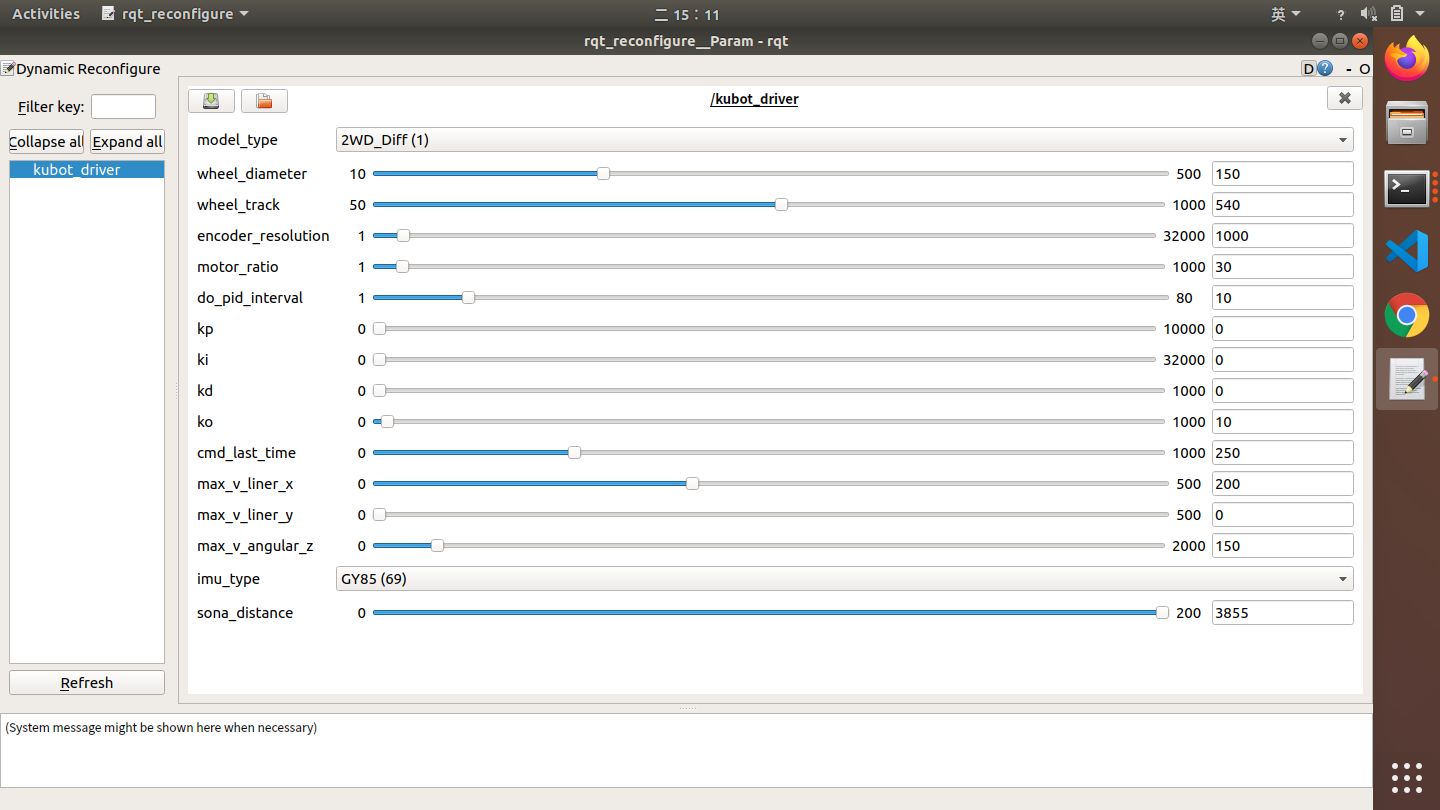 Activities rqt_reconfigure 二 15：11 英 ?
rqt_reconfigure__Param - rqt
Dynamic Reconfigure D ? - O
Filter key:
Collapse all Expand all
kubot_driver
Refresh
/kubot_driver
model_type 2WD_Diff (1)
wheel_diameter 10 500 150
wheel_track 50 1000 540
encoder_resolution 1 32000 1000
motor_ratio 1 1000 30
do_pid_interval 1 80 10
kp 0 10000 0
ki 0 32000 0
kd 0 1000 0
ko 0 1000 10
cmd_last_time 0 1000 250
max_v_liner_x 0 500 200
max_v_liner_y 0 500 0
max_v_angular_z 0 2000 150
imu_type GY85 (69)
sona_distance 0 200 3855
(System message might be shown here when necessary)